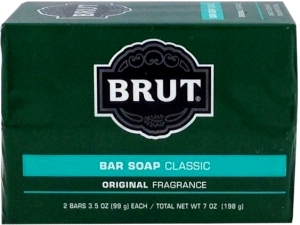 BRUT®
BAR SOAP CLASSIC
ORIGINAL FRAGRANCE
2 BARS 3.5 OZ (99 g) EACH / TOTAL NET WT 7 OZ (198 g)